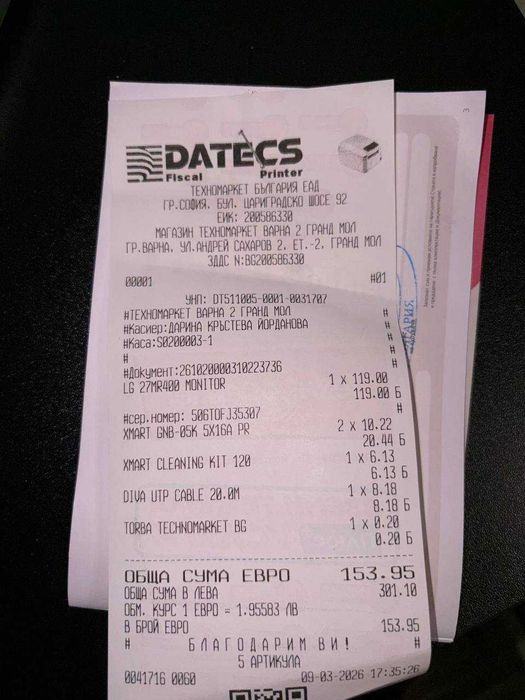 DATECS
Fiscal Printer
ТЕХНОМАРКЕТ БЪЛГАРИЯ ЕАД
ГР.СОФИЯ, БУЛ. ЦАРИГРАДСКО ШОСЕ 92
ЕИК: 200586330
МАГАЗИН ТЕХНОМАРКЕТ ВАРНА 2 ГРАНД МОЛ
ГР.ВАРНА, УЛ.АНДРЕЙ САХАРОВ 2, ЕТ.-2, ГРАНД МОЛ
ЗДДС N:BG200586330
00001 #01
УНП: DT511005-0001-0031707
#ТЕХНОМАРКЕТ ВАРНА 2 ГРАНД МОЛ #
#Касиер: ДАРИНА КРЪСТЕВА ЙОРДАНОВА #
#Каса:S0200003-1 #
# #
#Документ:261020000310223736 #
LG 27MR400 MONITOR 1 x 119.00
119.00 Б
#сер.номер: 506TOFJ35307 #
XMART GNB-05K 5X16A PR 2 x 10.22
20.44 Б
XMART CLEANING KIT 120 1 x 6.13
6.13 Б
DIVA UTP CABLE 20.0M 1 x 8.18
8.18 Б
TORBA TECHNOMARKET BG 1 x 0.20
0.20 Б
ОБЩА СУМА ЕВРО 153.95
ОБЩА СУМА В ЛЕВА 301.10
ОБМ. КУРС 1 ЕВРО = 1.95583 ЛВ
В БРОЙ ЕВРО 153.95
# БЛАГОДАРИМ ВИ! #
5 АРТИКУЛА
0041716 0060 09-03-2026 17:35:26